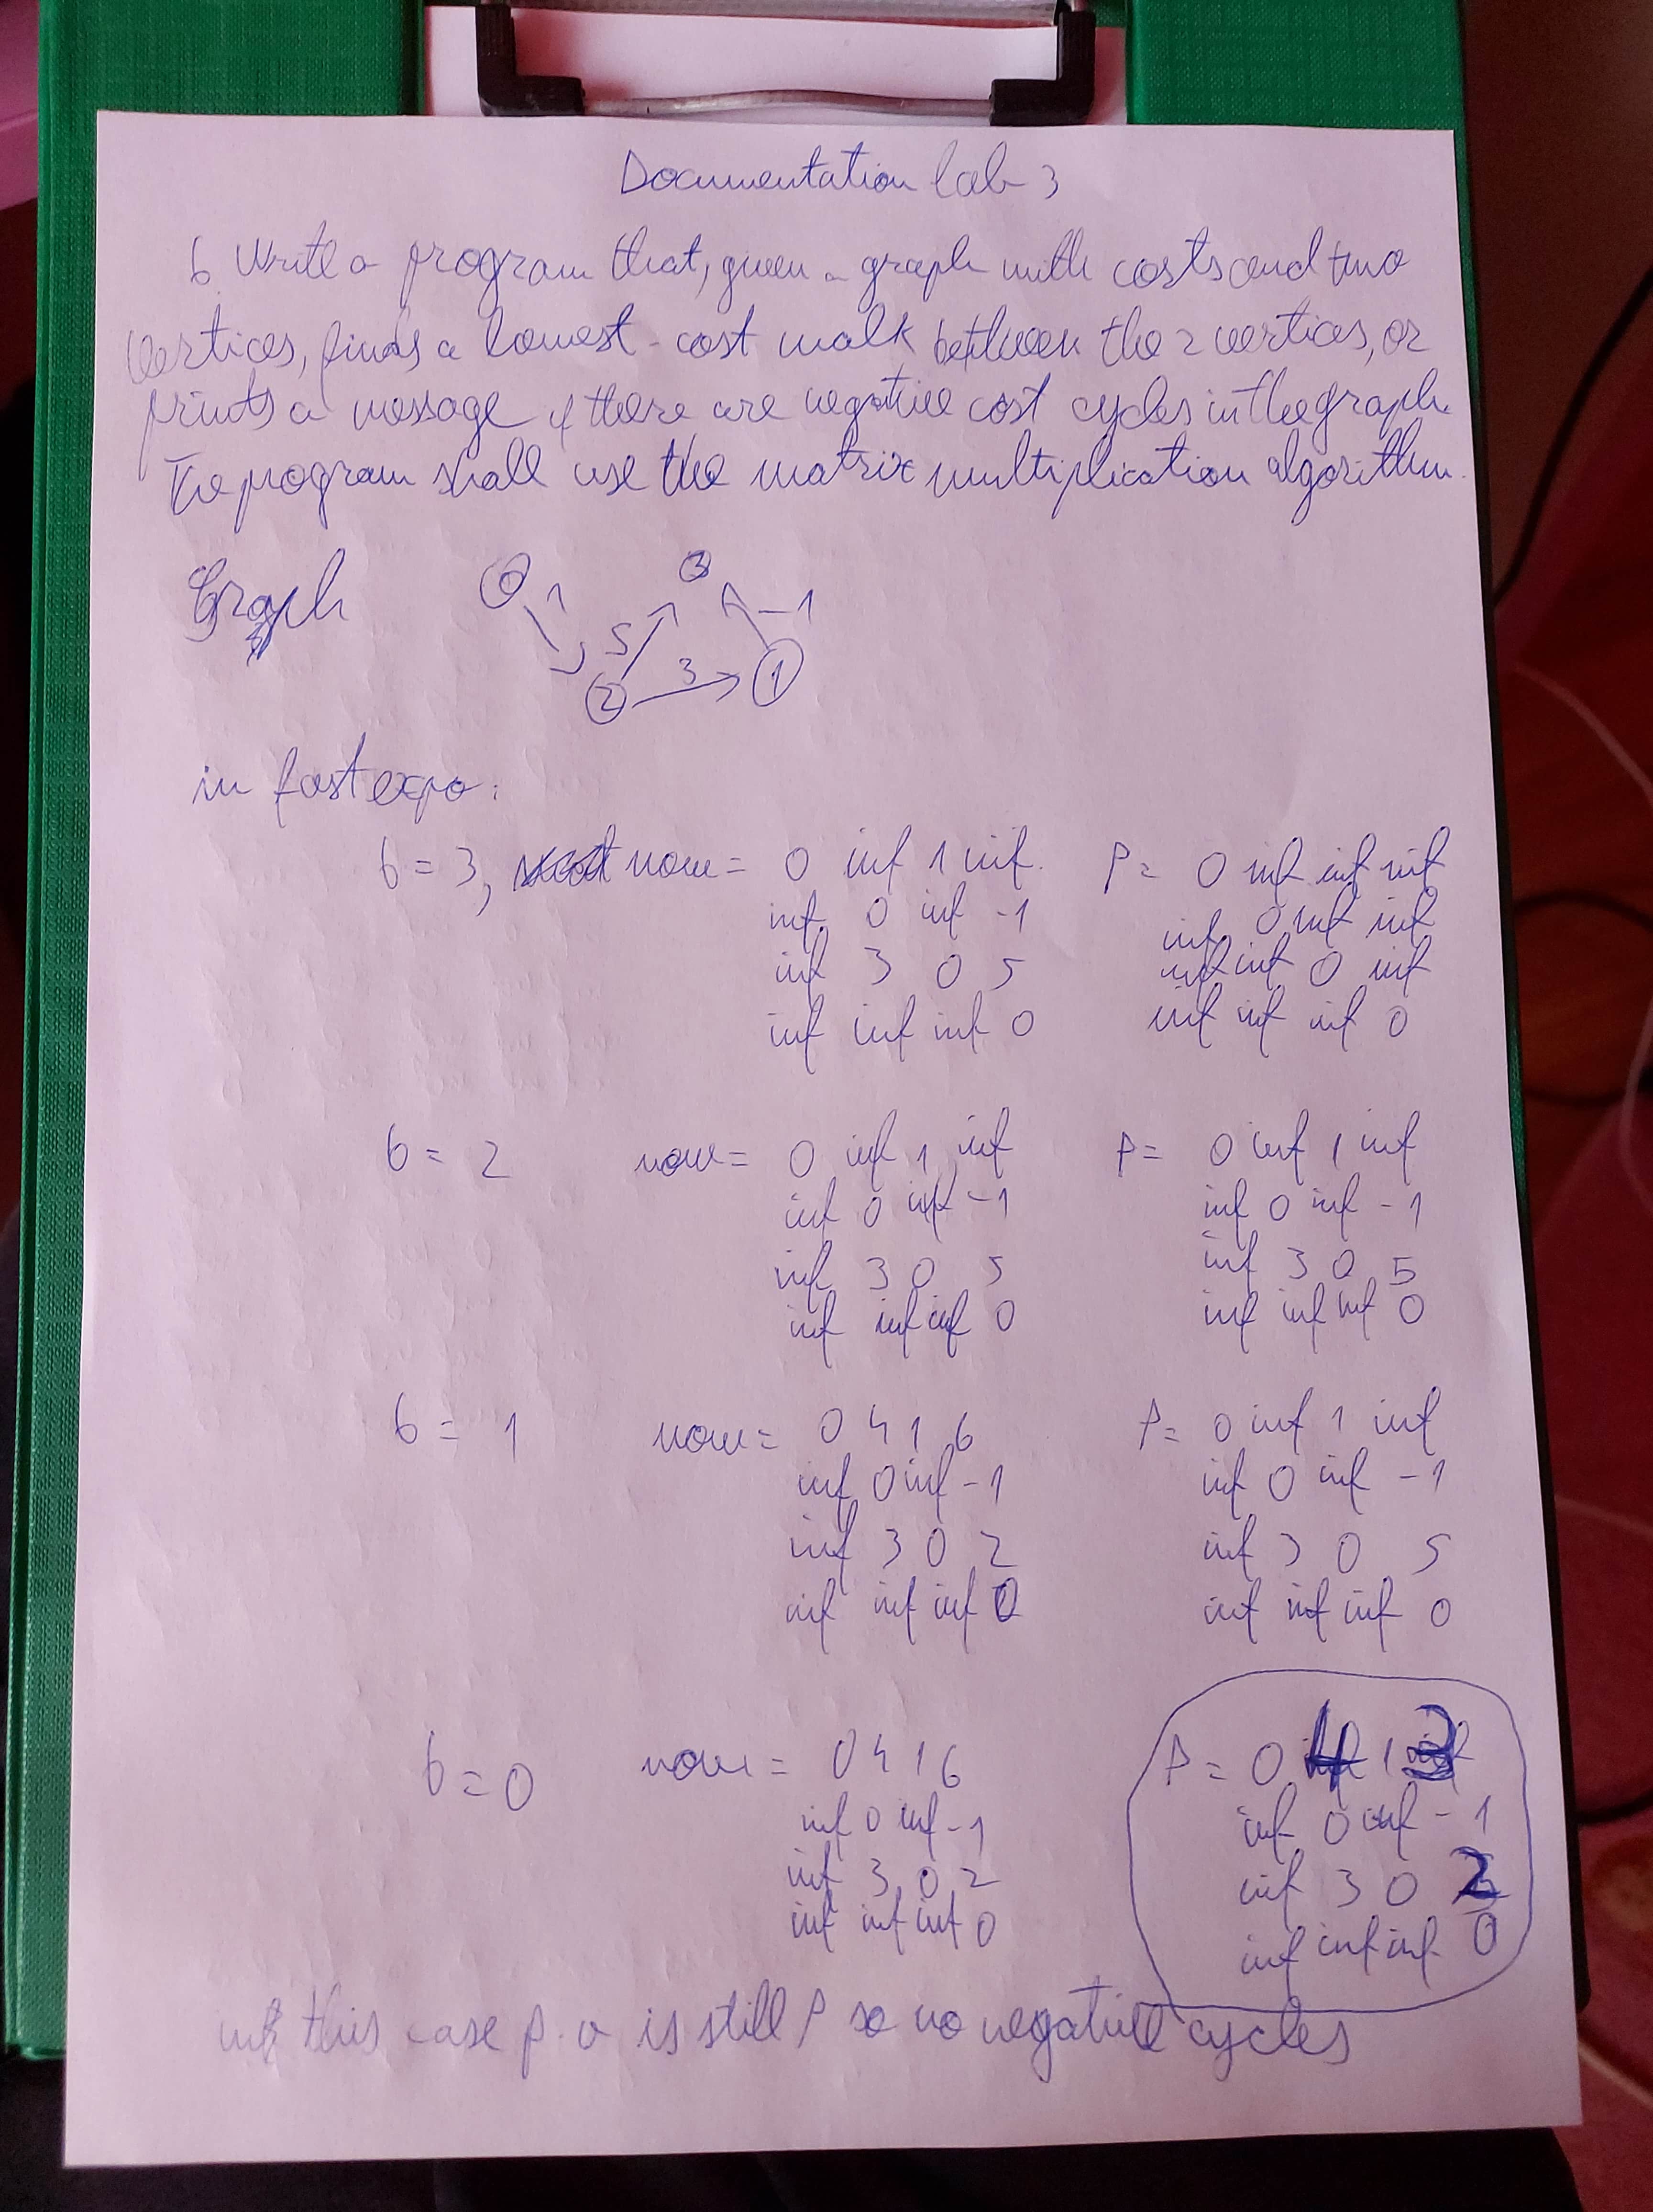 Documentation lab 3
6 Write a program that, given a graph with costs and two
vertices, finds a lowest-cost walk between the 2 vertices, or
prints a message if there are negative cost cycles in the graph.
The program shall use the matrix multiplication algorithm.
Graph
0 3
1 5 -1
3
2 1
in fast expo:
b = 3, now = 0 inf 1 inf. P = 0 inf inf inf
inf 0 inf -1 inf 0 inf inf
inf 3 0 5 inf inf 0 inf
inf inf inf 0 inf inf inf 0
b = 2 now = 0 inf 1 inf P = 0 inf 1 inf
inf 0 inf -1 inf 0 inf -1
inf 3 0 5 inf 3 0 5
inf inf inf 0 inf inf inf 0
b = 1 now = 0 4 1 6 P = 0 inf 1 inf
inf 0 inf -1 inf 0 inf -1
inf 3 0 2 inf 3 0 5
inf inf inf 0 inf inf inf 0
b = 0 now = 0 4 1 6 P = 0 4 1 3
inf 0 inf -1 inf 0 inf -1
inf 3 0 2 inf 3 0 2
inf inf inf 0 inf inf inf 0
this case p. v is still P so no negative cycles